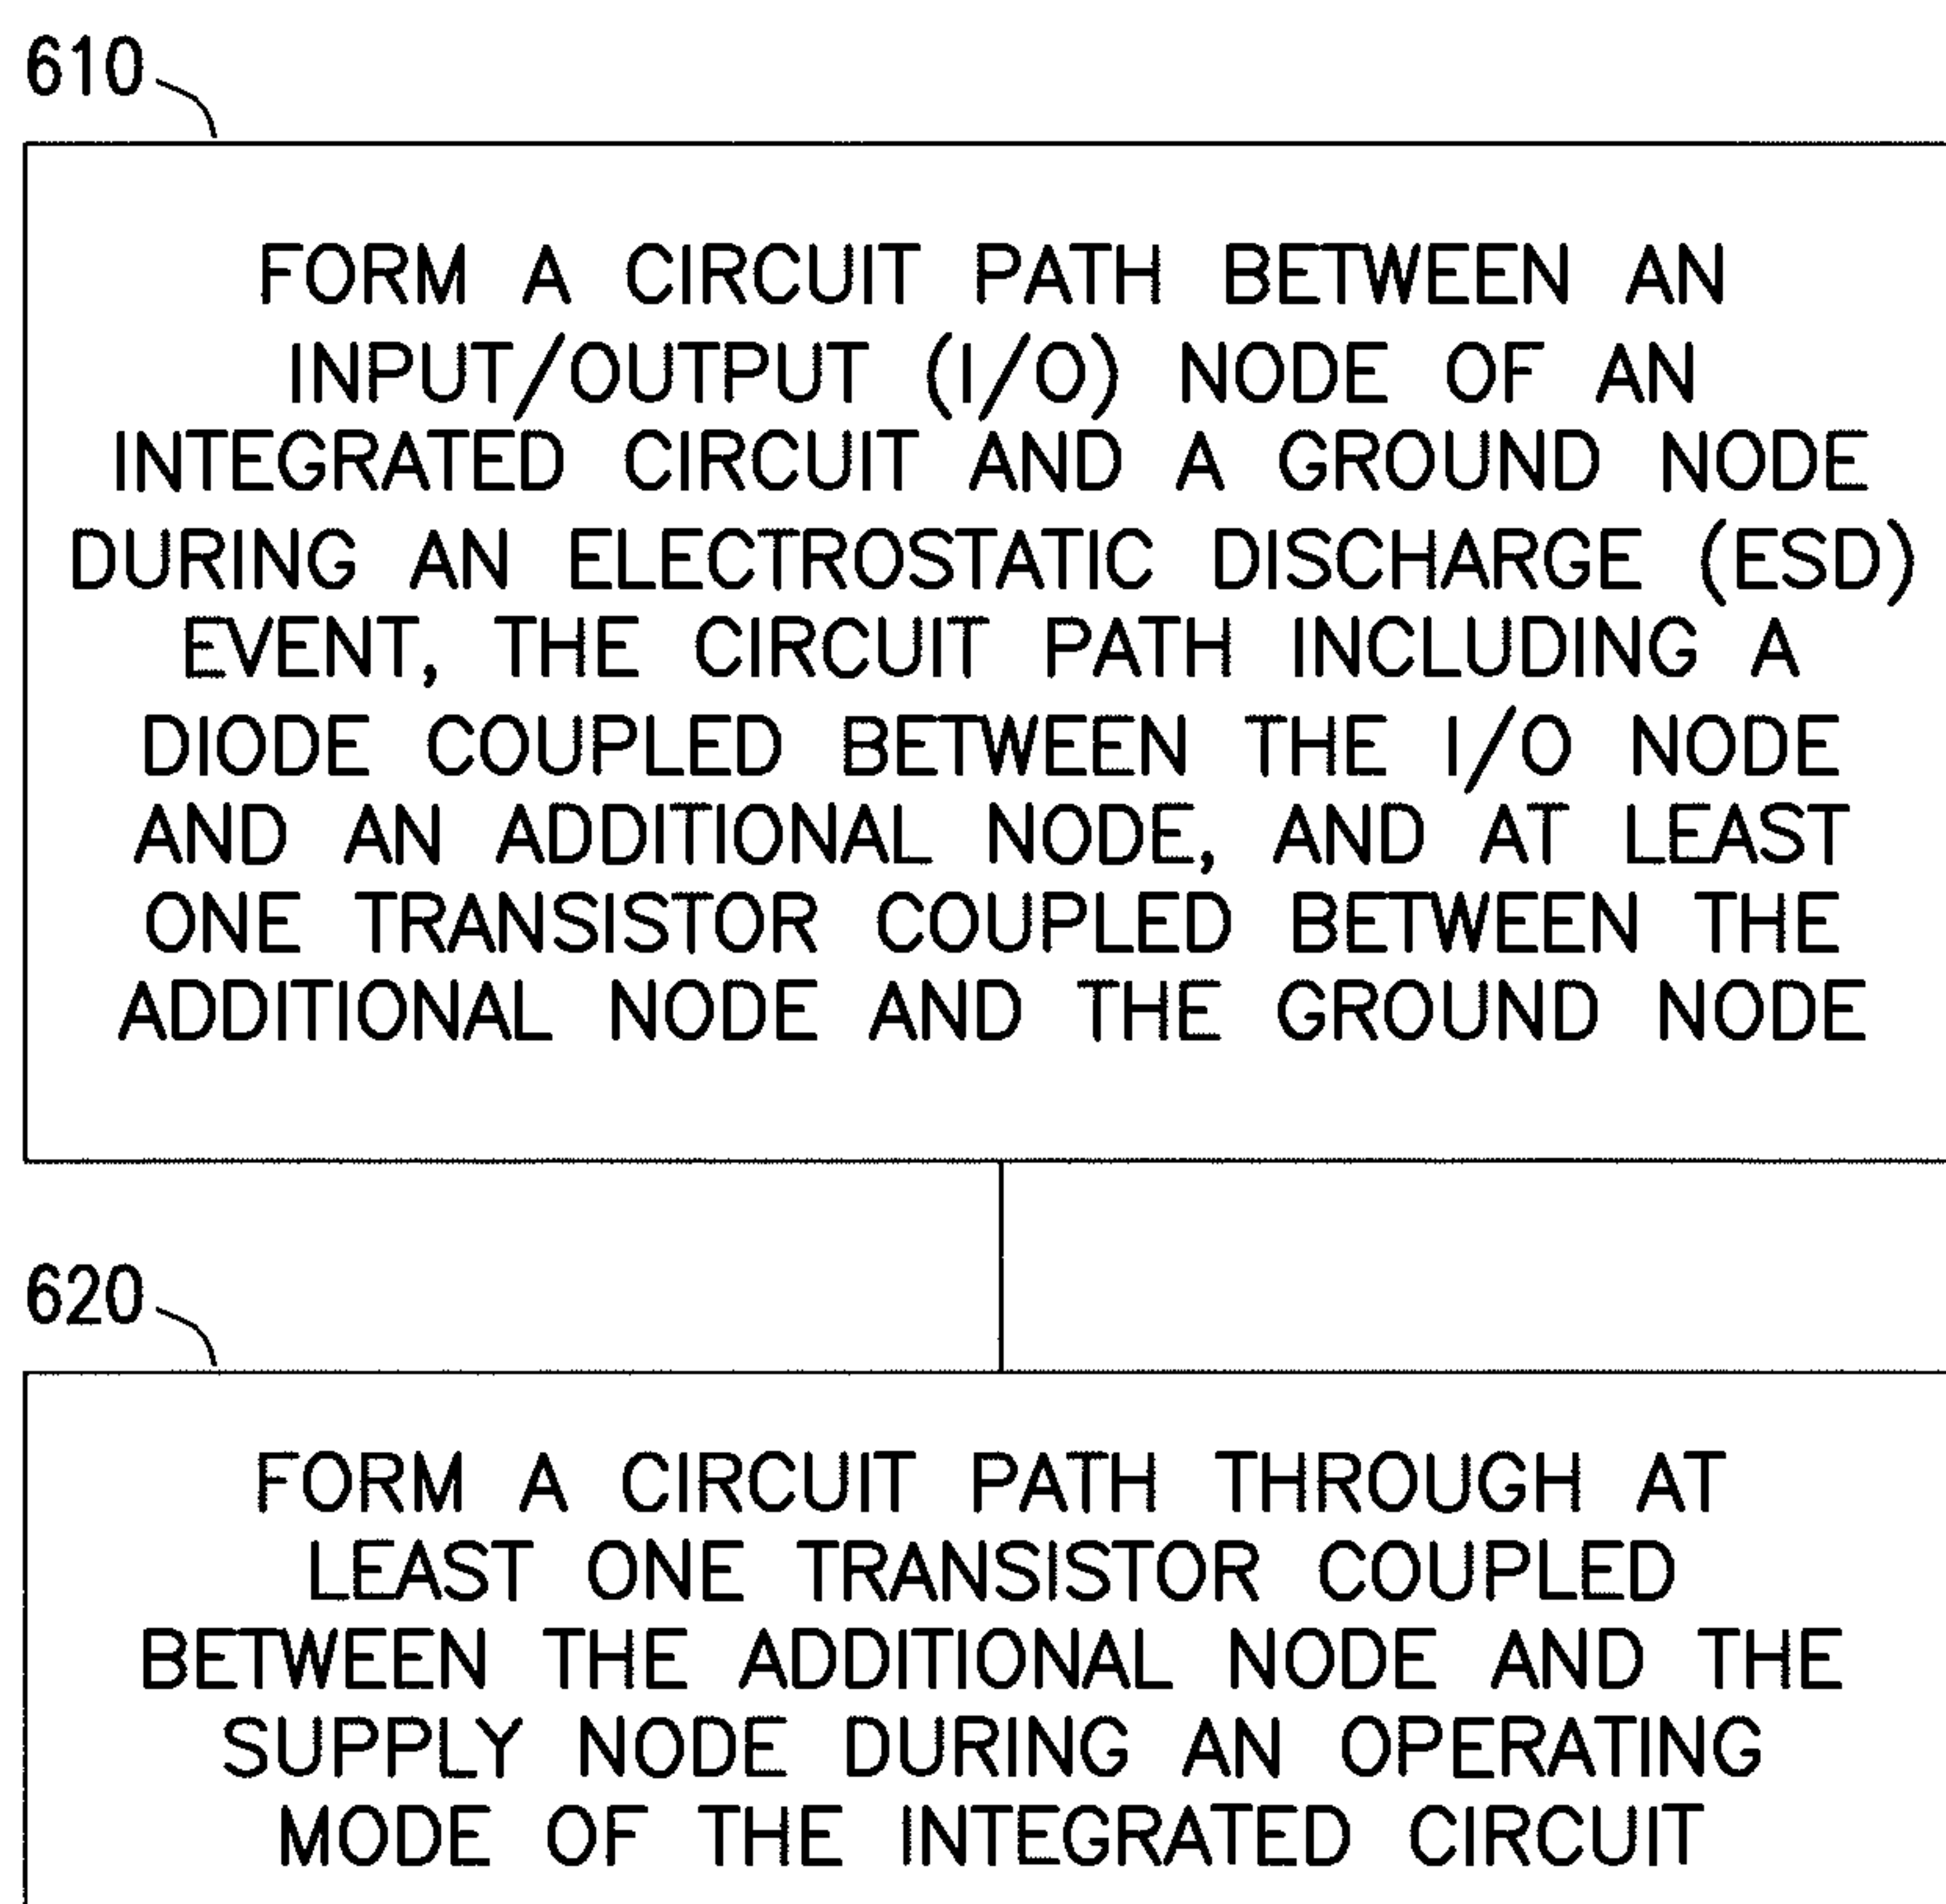 610
FORM A CIRCUIT PATH BETWEEN AN
INPUT/OUTPUT (I/O) NODE OF AN
INTEGRATED CIRCUIT AND A GROUND NODE
DURING AN ELECTROSTATIC DISCHARGE (ESD)
EVENT, THE CIRCUIT PATH INCLUDING A
DIODE COUPLED BETWEEN THE I/O NODE
AND AN ADDITIONAL NODE, AND AT LEAST
ONE TRANSISTOR COUPLED BETWEEN THE
ADDITIONAL NODE AND THE GROUND NODE
620
FORM A CIRCUIT PATH THROUGH AT
LEAST ONE TRANSISTOR COUPLED
BETWEEN THE ADDITIONAL NODE AND THE
SUPPLY NODE DURING AN OPERATING
MODE OF THE INTEGRATED CIRCUIT